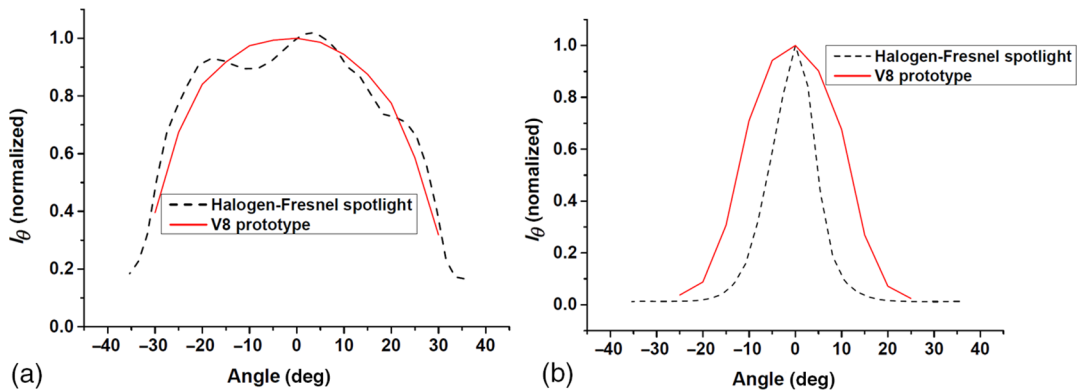 1.0
0.8
0.6
0.4
0.2
0.0
Iθ (normalized)
Halogen-Fresnel spotlight
V8 prototype
−40 −30 −20 −10 0 10 20 30 40
Angle (deg)
(a)
1.0
0.8
0.6
0.4
0.2
0.0
Iθ (nomalized)
Halogen-Fresnel spotlight
V8 prototype
−40 −30 −20 −10 0 10 20 30 40
Angle (deg)
(b)